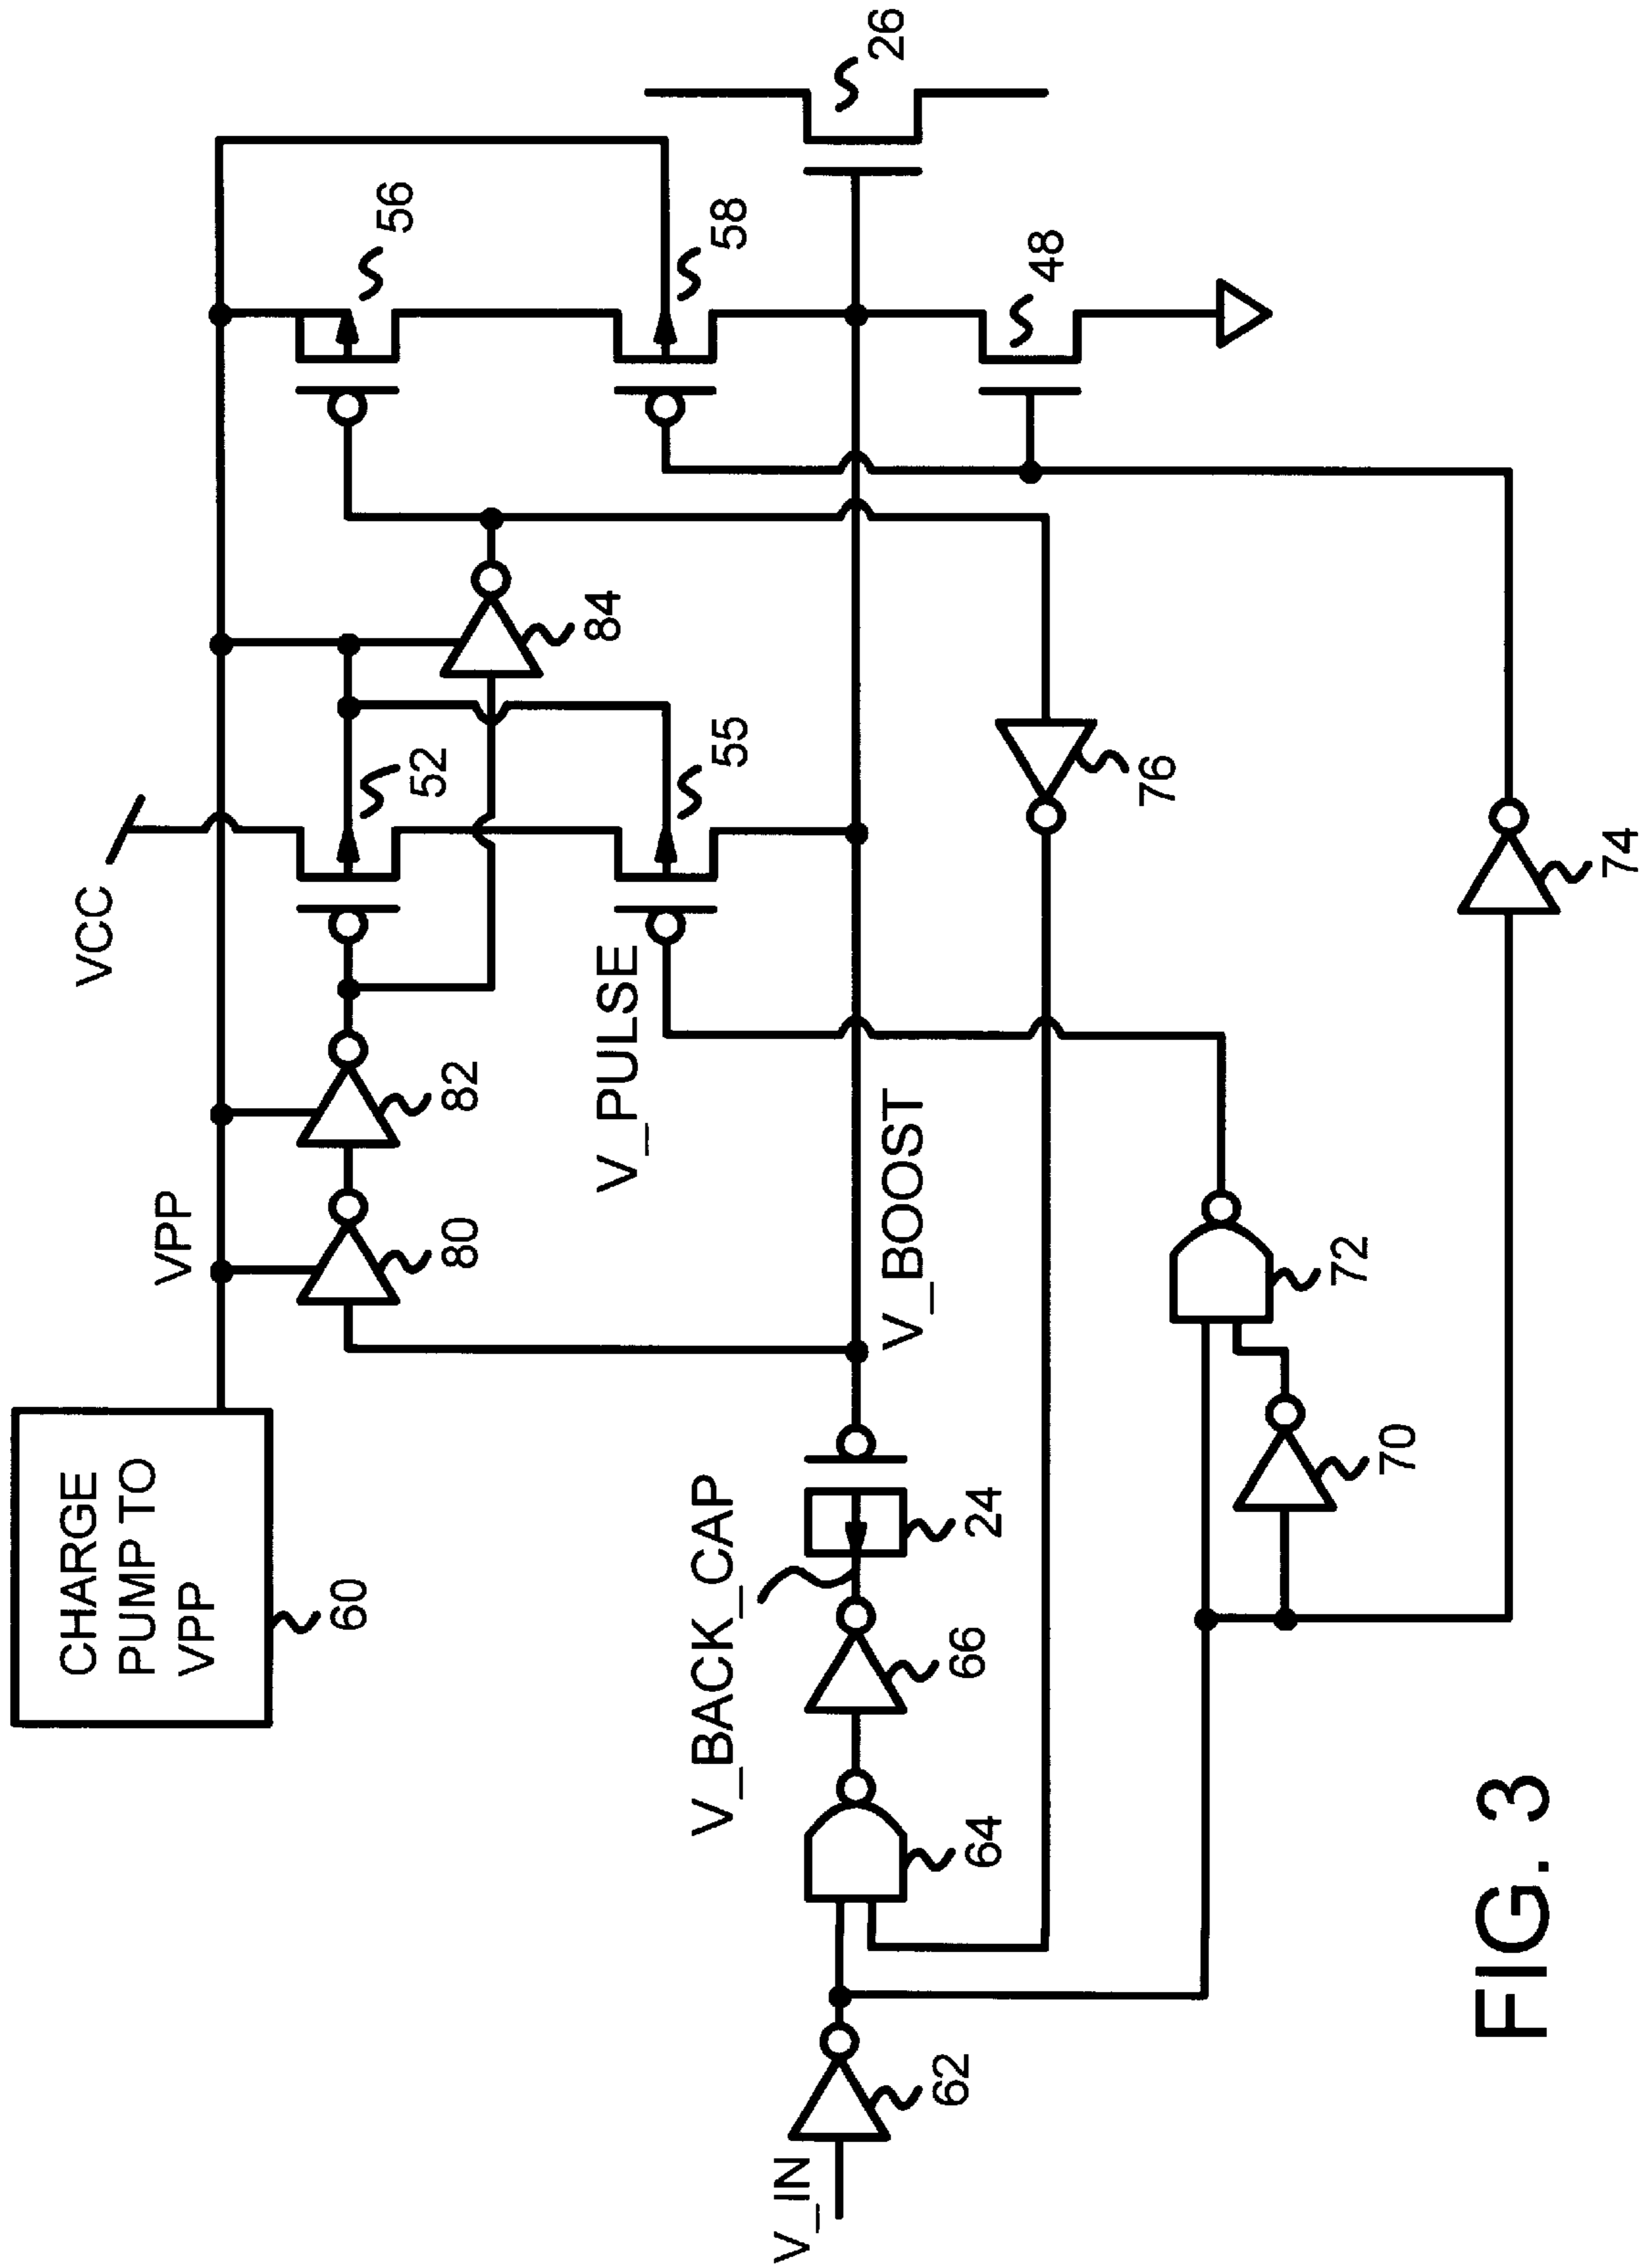 CHARGE
PUMP TO
VPP
60
VPP
VCC
80
82
52
84
56
V_PULSE
55
58
26
V_BACK_CAP
24
V_BOOST
48
V_IN
62
64
66
76
70
72
74
FIG. 3